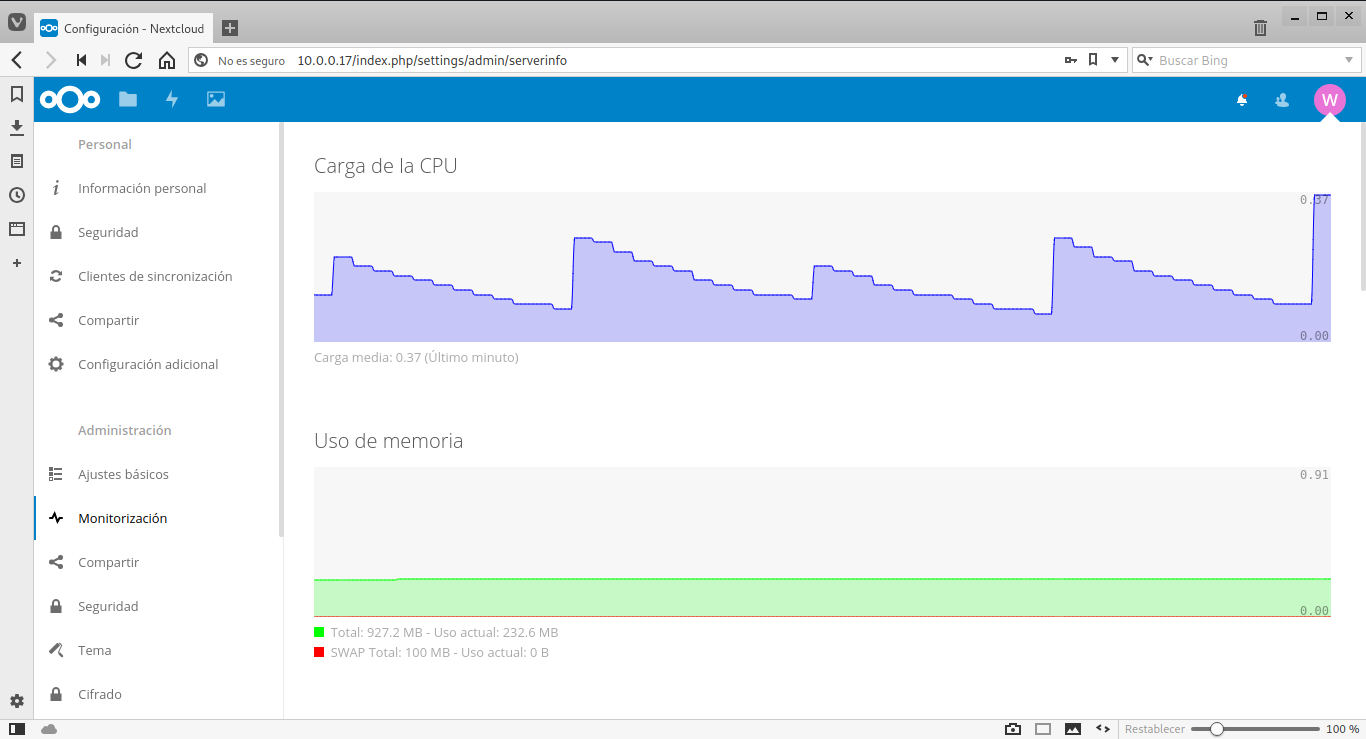 Configuración - Nextcloud
No es seguro 10.0.0.17/index.php/settings/admin/serverinfo
Buscar Bing
W
Personal
Información personal
Seguridad
Clientes de sincronización
Compartir
Configuración adicional
Administración
Ajustes básicos
Monitorización
Compartir
Seguridad
Tema
Cifrado
Carga de la CPU
0.37
0.00
Carga media: 0.37 (Último minuto)
Uso de memoria
0.91
0.00
Total: 927.2 MB - Uso actual: 232.6 MB
SWAP Total: 100 MB - Uso actual: 0 B
Restablecer
100 %